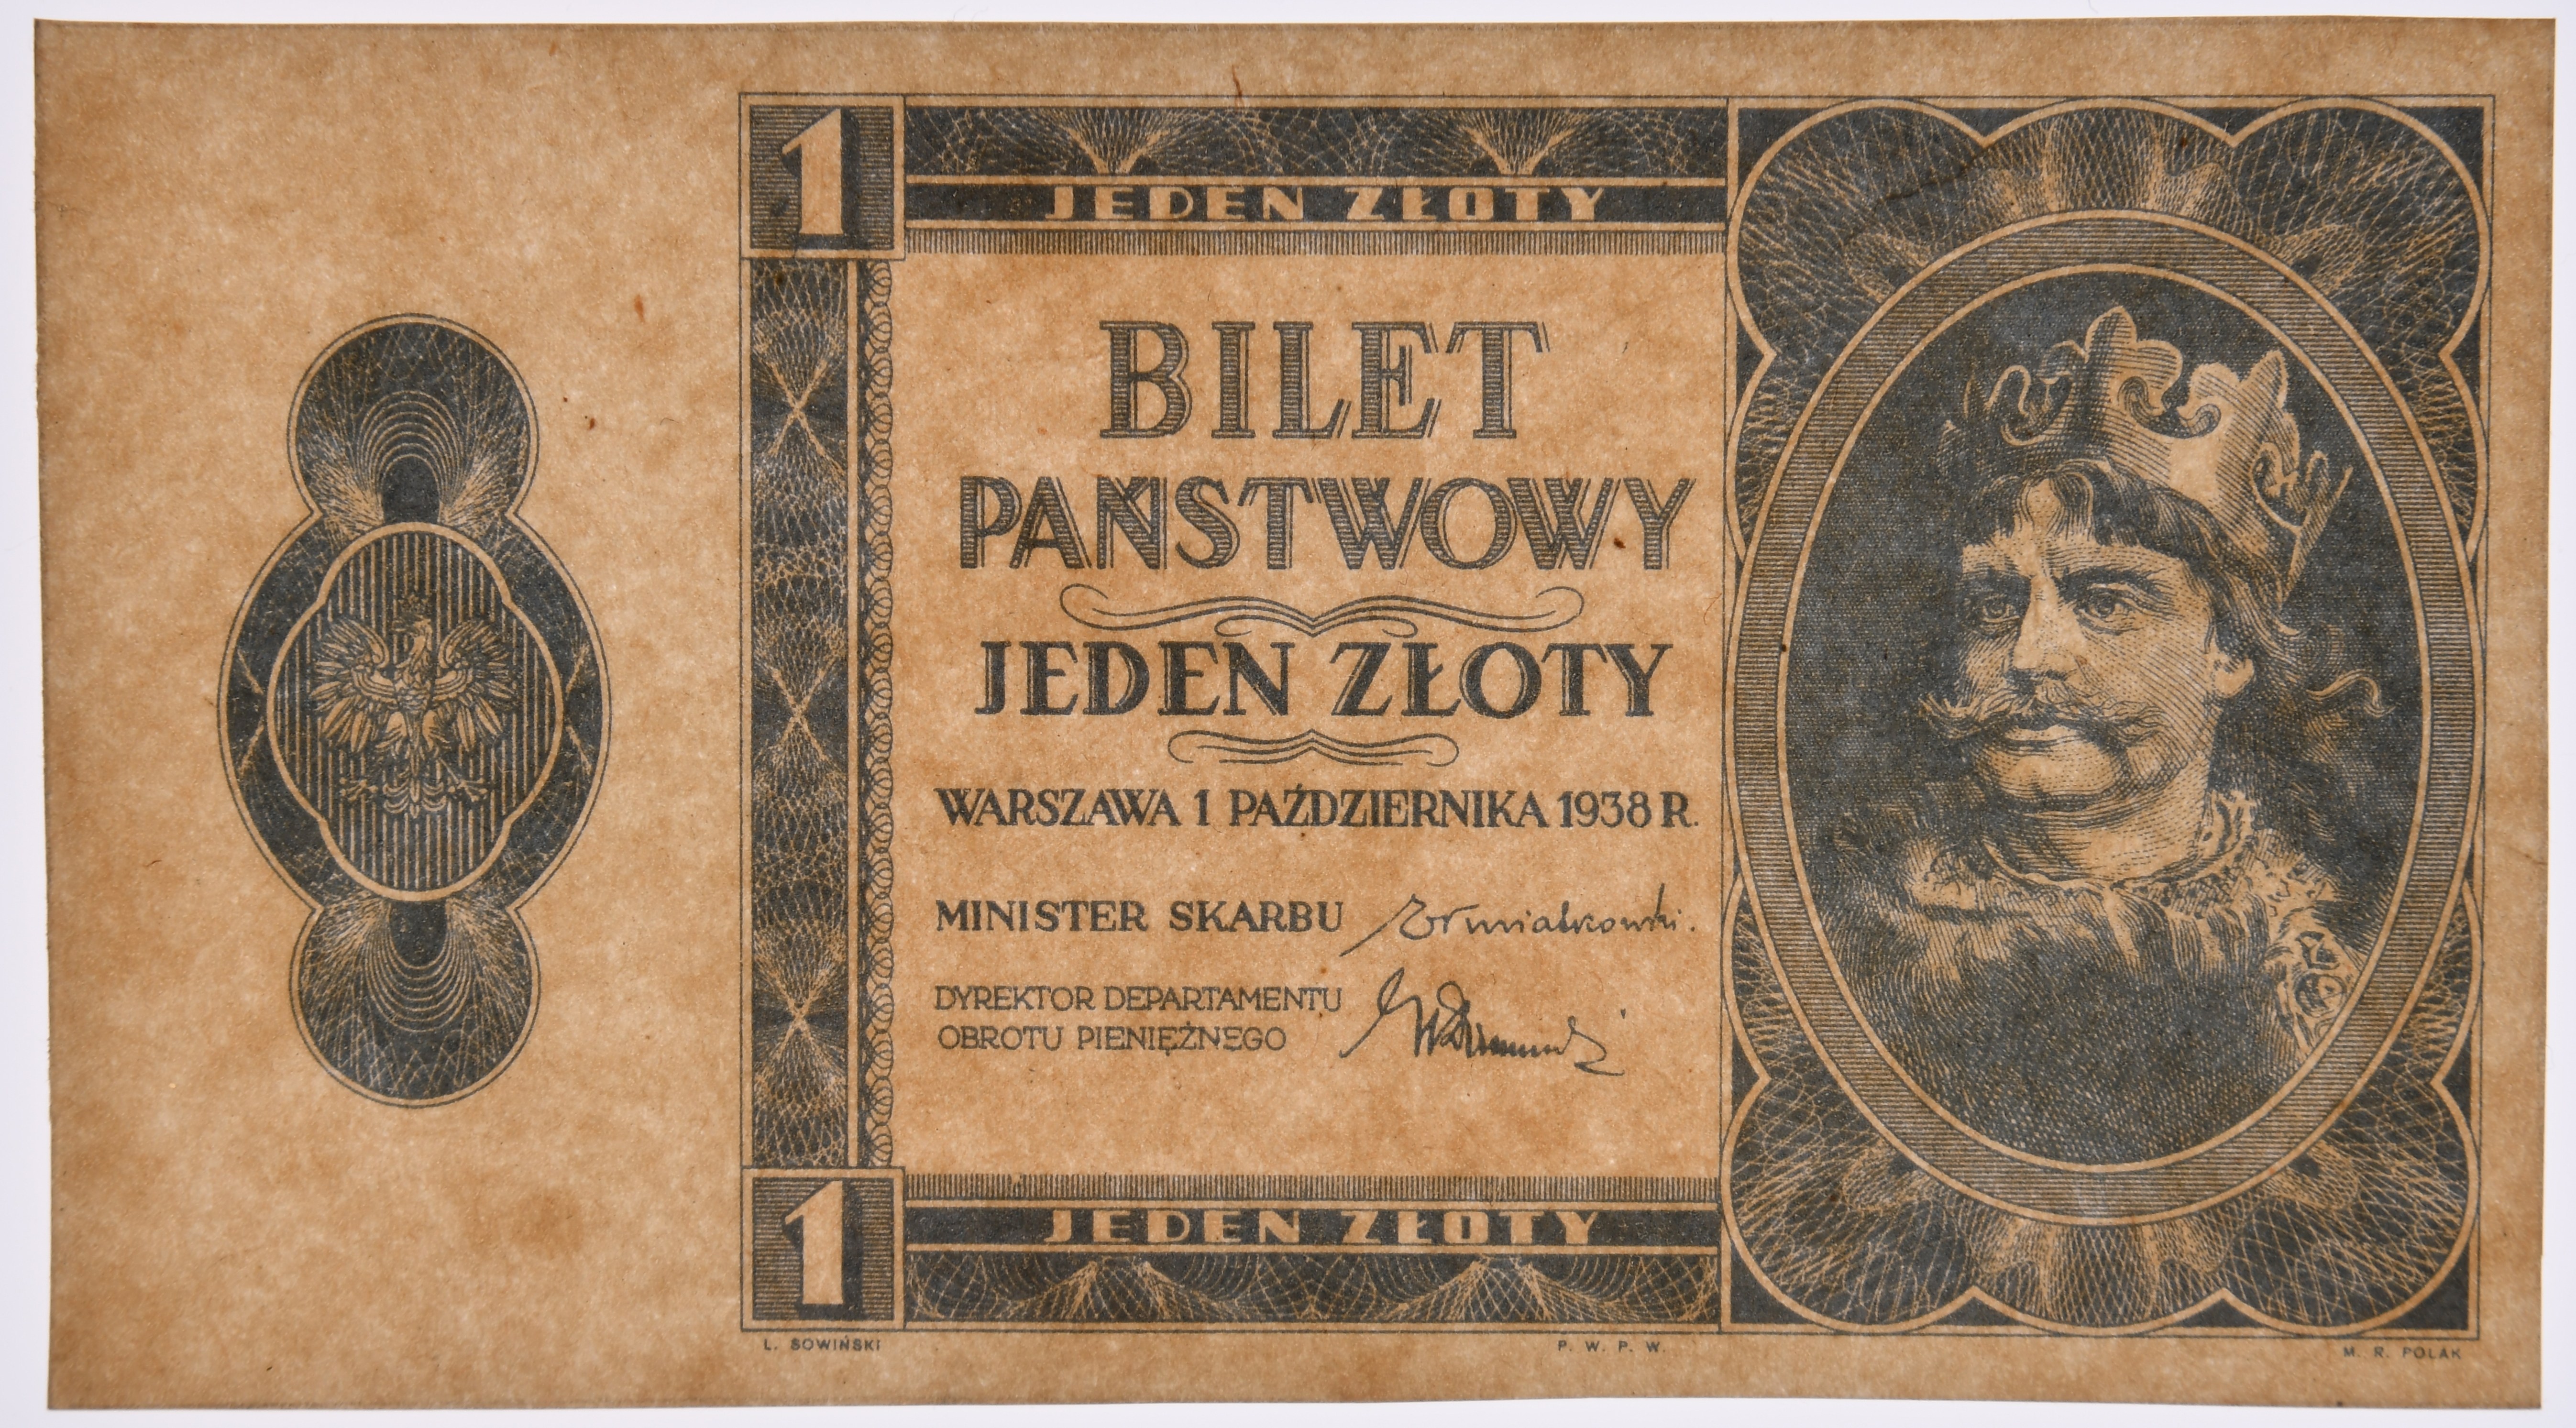 1
JEDEN ZŁOTY
BILET
PAŃSTWOWY
JEDEN ZŁOTY
WARSZAWA 1 PAŹDZIERNIKA 1938 R.
MINISTER SKARBU
DYREKTOR DEPARTAMENTU
OBROTU PIENIĘŻNEGO
1
JEDEN ZŁOTY
L. SOWIŃSKI
P. W. P. W.
M. R. POLAK